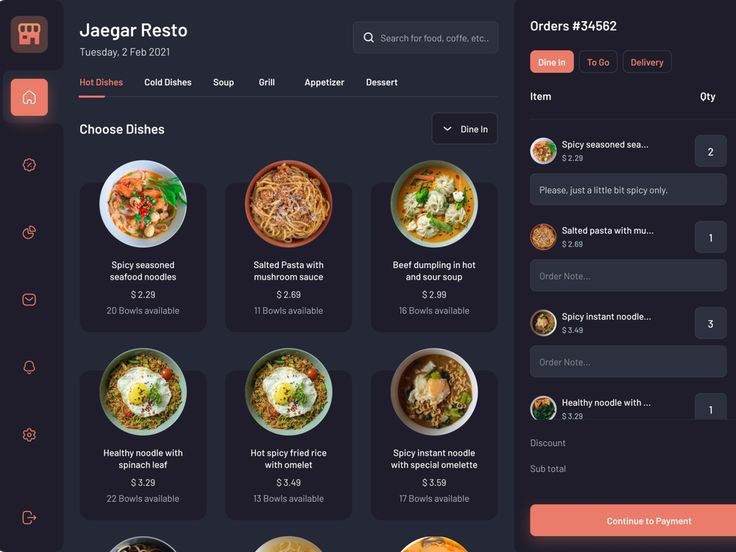 Jaegar Resto
Tuesday, 2 Feb 2021
Search for food, coffe, etc..
Hot Dishes
Cold Dishes
Soup
Grill
Appetizer
Dessert
Choose Dishes
Dine In
Spicy seasoned
seafood noodles
$ 2.29
20 Bowls available
Salted Pasta with
mushroom sauce
$ 2.69
11 Bowls available
Beef dumpling in hot
and sour soup
$ 2.99
16 Bowls available
Healthy noodle with
spinach leaf
$ 3.29
22 Bowls available
Hot spicy fried rice
with omelet
$ 3.49
13 Bowls available
Spicy instant noodle
with special omelette
$ 3.59
17 Bowls available
Orders #34562
Dine In
To Go
Delivery
Item
Qty
Spicy seasoned sea...
$ 2.29
2
Please, just a little bit spicy only.
Salted pasta with mu...
$ 2.69
1
Order Note...
Spicy instant noodle...
$ 3.49
3
Order Note...
Healthy noodle with ...
$ 3.29
1
Discount
Sub total
Continue to Payment